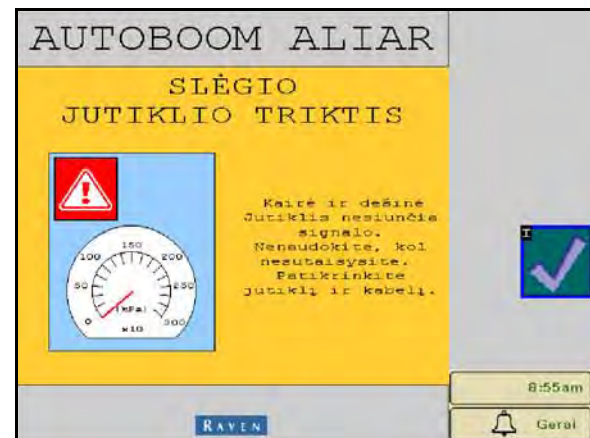 AUTOBOOM ALIAR
SLĖGIO
JUTIKLIO TRIKTIS
Kairė ir dešinė
Jutiklis nesiunčia
signalo.
Nenaudokite, kol
nesutaisysite.
Patikrinkite
jutiklį ir kabelį.
150
100 200
50 250
(kPa)
0 300
x10
I
8:55am
RAVEN
Gerai